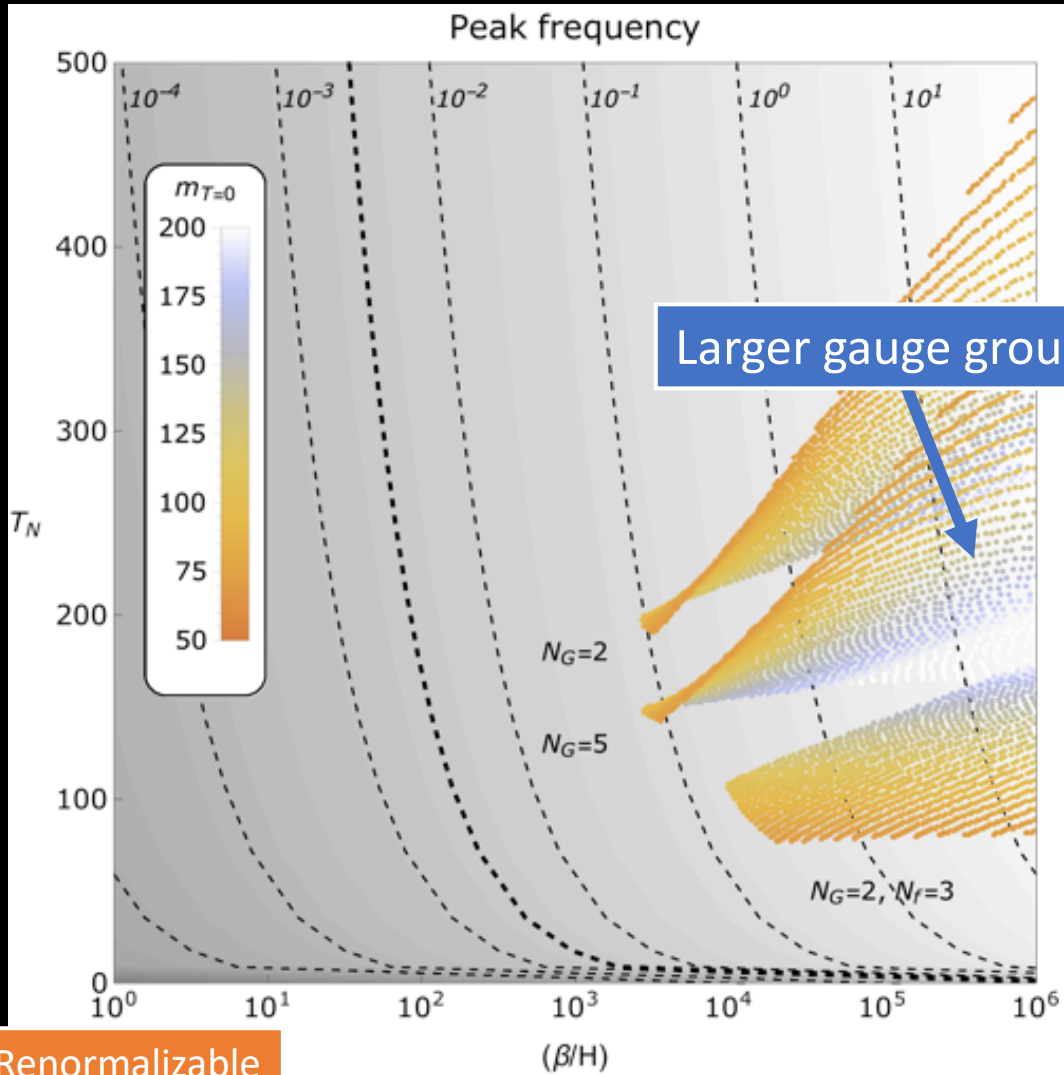 Peak frequency
500
10⁻⁴ 10⁻³ 10⁻² 10⁻¹ 10⁰ 10¹
m_{T=0}
200
400
175
150
Larger gauge grou
125
300
100
T_N
75
200
50
N_G=2
N_G=5
100
N_G=2, N_f=3
0
10⁰ 10¹ 10² 10³ 10⁴ 10⁵ 10⁶
(β/H)
Renormalizable